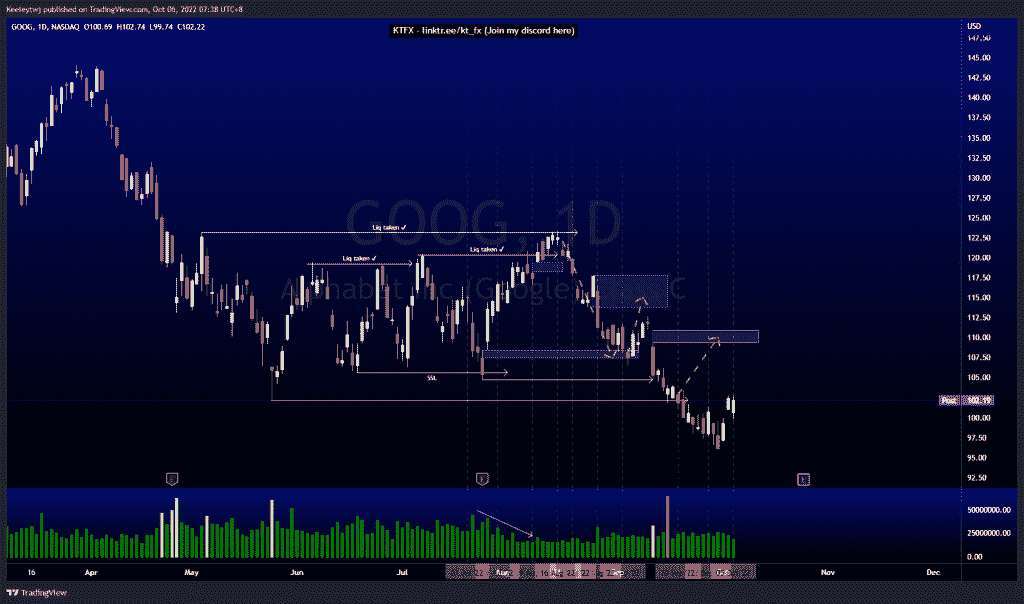 Keeleytwj published on TradingView.com, Oct 06, 2022 07:38 UTC+8
GOOG, 1D, NASDAQ O100.69 H102.74 L99.74 C102.22
KTFX - linktr.ee/kt_fx (Join my discord here)
USD
147.50
145.00
142.50
140.00
137.50
135.00
132.50
130.00
127.50
125.00
122.50
120.00
117.50
115.00
112.50
110.00
107.50
105.00
Post 102.19
100.00
97.50
95.00
92.50
GOOG, 1D
Alphabet Inc (Google) C
Liq taken ✓
Liq taken ✓
Liq taken ✓
SSL
E
E
E
50000000.00
25000000.00
0.00
16 Apr May Jun Jul Aug Sep Oct Nov Dec
TradingView